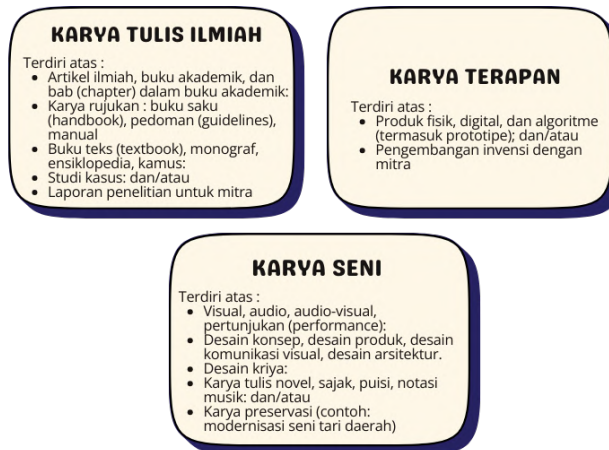 KARYA TULIS ILMIAH
Terdiri atas :
• Artikel ilmiah, buku akademik, dan
bab (chapter) dalam buku akademik:
• Karya rujukan : buku saku
(handbook), pedoman (guidelines),
manual
• Buku teks (textbook), monograf,
ensiklopedia, kamus:
• Studi kasus: dan/atau
• Laporan penelitian untuk mitra
KARYA TERAPAN
Terdiri atas :
• Produk fisik, digital, dan algoritme
(termasuk prototipe); dan/atau
• Pengembangan invensi dengan
mitra
KARYA SENI
Terdiri atas :
• Visual, audio, audio-visual,
pertunjukan (performance):
• Desain konsep, desain produk, desain
komunikasi visual, desain arsitektur.
• Desain kriya:
• Karya tulis novel, sajak, puisi, notasi
musik: dan/atau
• Karya preservasi (contoh:
modernisasi seni tari daerah)